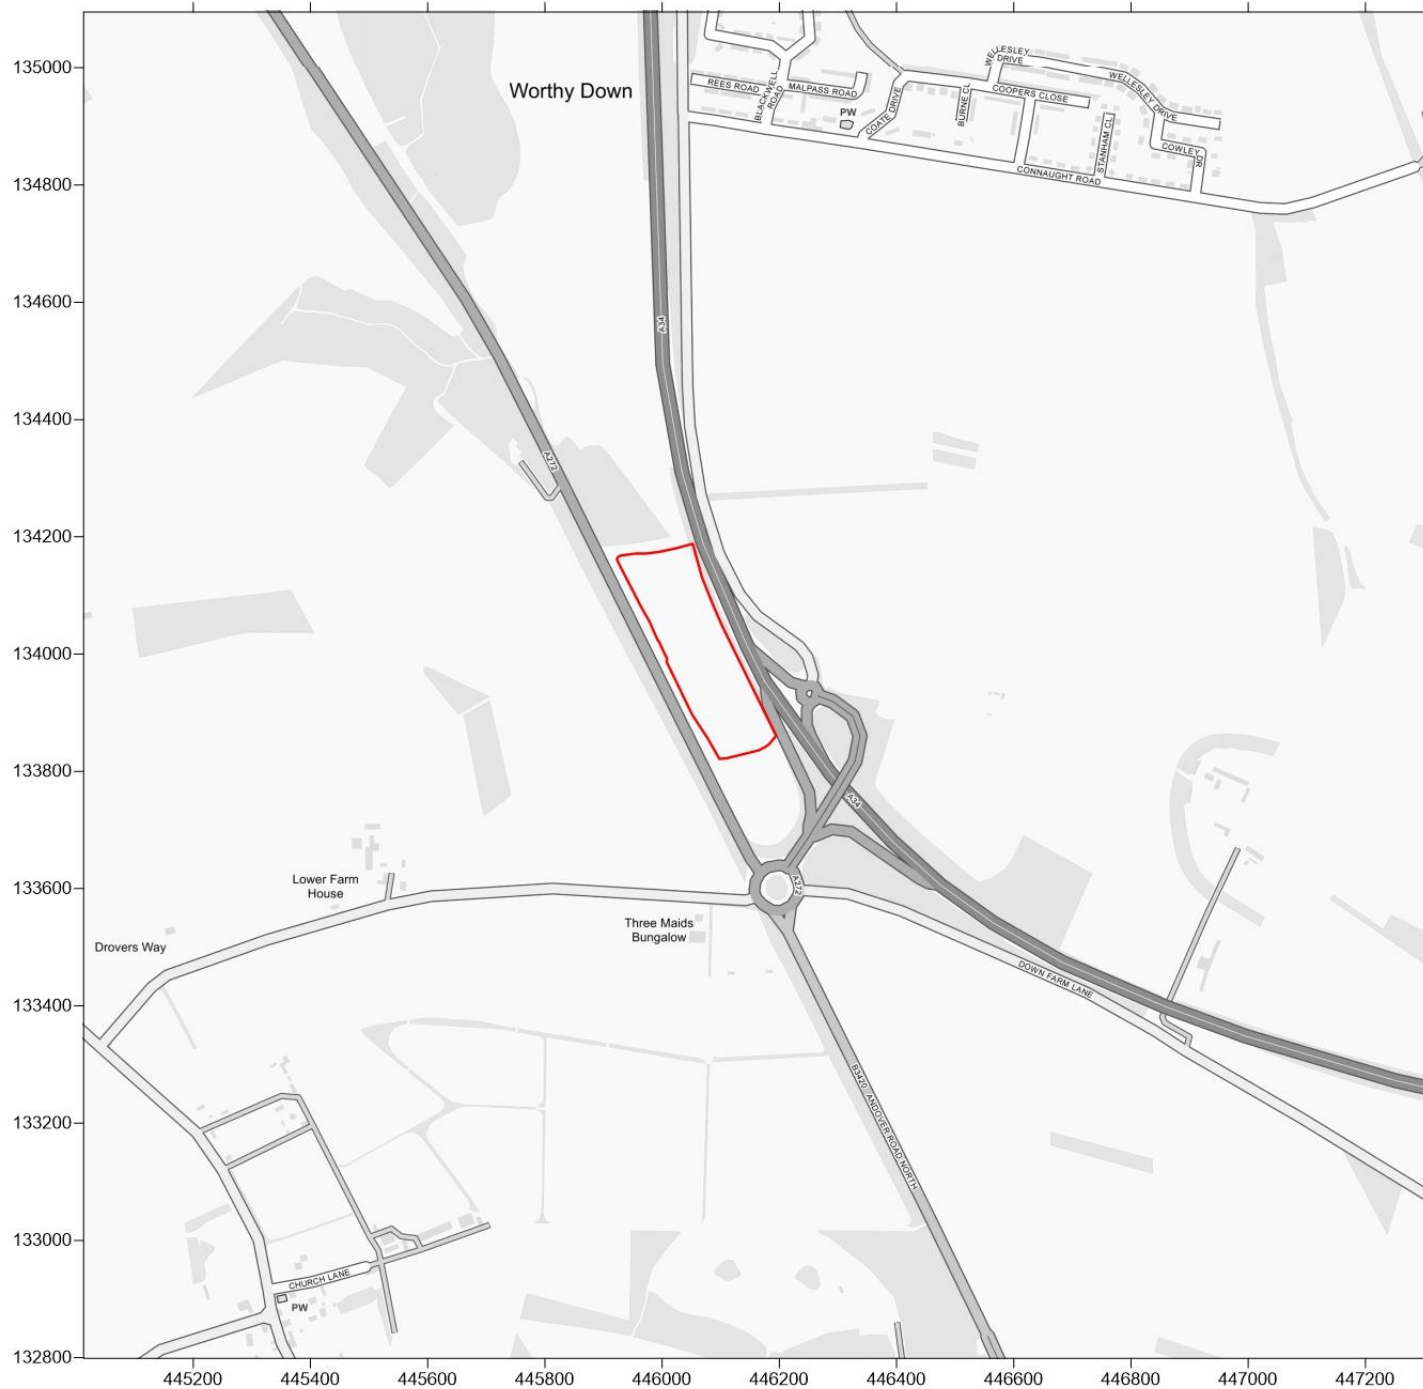 135000
134800
134600
134400
134200
134000
133800
133600
133400
133200
133000
132800
Worthy Down
REES ROAD
BLACKWELL
ROAD
MALPASS ROAD
PW
COATE DRIVE
BURNE CL
WELLESLEY
DRIVE
COOPERS CLOSE
WELLESLEY DRIVE
STANHAM CL
COWLEY DR
CONNAUGHT ROAD
A34
A272
A34
A272
Lower Farm
House
Three Maids
Bungalow
Drovers Way
DOWN FARM LANE
B3420 ANDOVER ROAD NORTH
CHURCH LANE
PW
445200
445400
445600
445800
446000
446200
446400
446600
446800
447000
447200